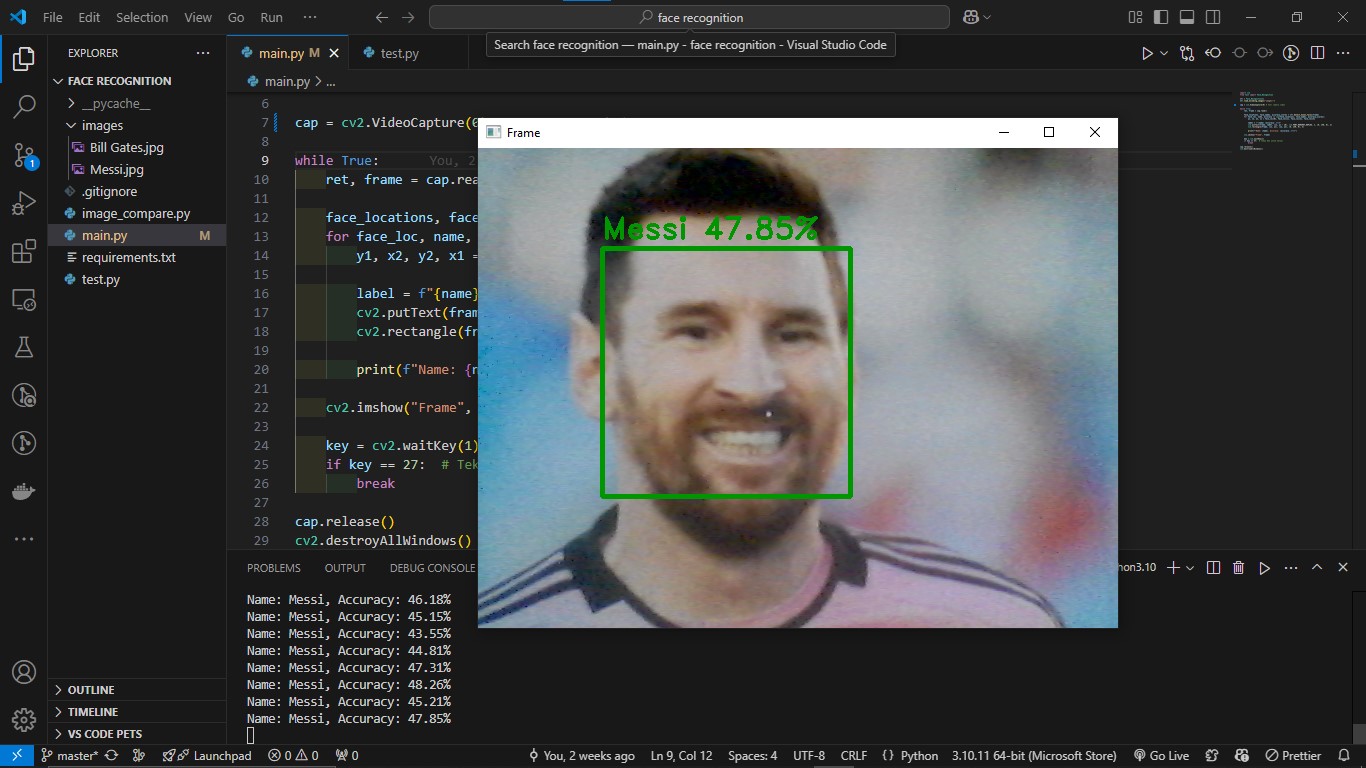 File Edit Selection View Go Run ··· face recognition
Search face recognition — main.py - face recognition - Visual Studio Code
EXPLORER ···
FACE RECOGNITION
__pycache__
images
Bill Gates.jpg
Messi.jpg
.gitignore
image_compare.py
main.py M
requirements.txt
test.py
OUTLINE
TIMELINE
VS CODE PETS
1
main.py M test.py
main.py > ...
6
7 cap = cv2.VideoCapture(
8
9 while True: You, 2
10 ret, frame = cap.rea
11
12 face_locations, face
13 for face_loc, name,
14 y1, x2, y2, x1 =
15
16 label = f"{name}
17 cv2.putText(fram
18 cv2.rectangle(fr
19
20 print(f"Name: {n
21
22 cv2.imshow("Frame",
23
24 key = cv2.waitKey(1)
25 if key == 27: # Tek
26 break
27
28 cap.release()
29 cv2.destroyAllWindows()
Frame
Messi 47.85%
PROBLEMS OUTPUT DEBUG CONSOLE
hon3.10
Name: Messi, Accuracy: 46.18%
Name: Messi, Accuracy: 45.15%
Name: Messi, Accuracy: 43.55%
Name: Messi, Accuracy: 44.81%
Name: Messi, Accuracy: 47.31%
Name: Messi, Accuracy: 48.26%
Name: Messi, Accuracy: 45.21%
Name: Messi, Accuracy: 47.85%
master* Launchpad 0 0 0 You, 2 weeks ago Ln 9, Col 12 Spaces: 4 UTF-8 CRLF {} Python 3.10.11 64-bit (Microsoft Store) Go Live Prettier